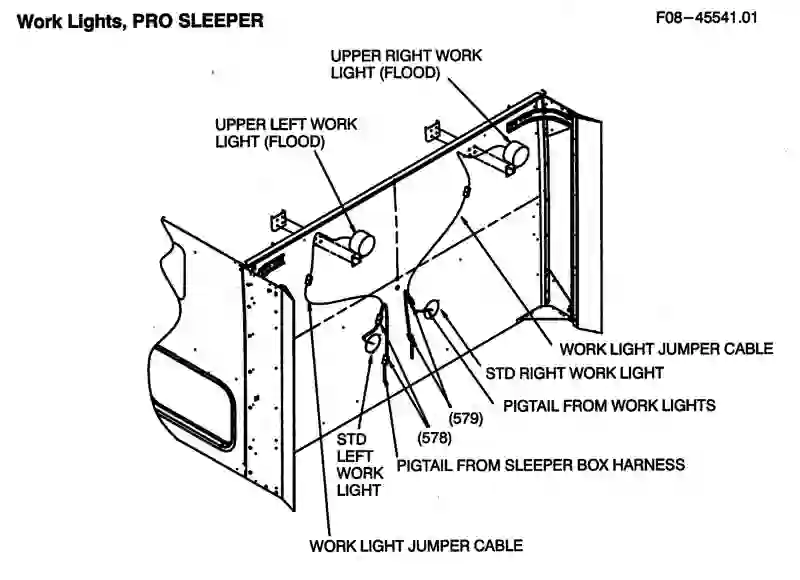 Work Lights, PRO SLEEPER
F08-45541.01
UPPER RIGHT WORK
LIGHT (FLOOD)
UPPER LEFT WORK
LIGHT (FLOOD)
WORK LIGHT JUMPER CABLE
STD RIGHT WORK LIGHT
PIGTAIL FROM WORK LIGHTS
(579)
(578)
STD
LEFT
WORK
LIGHT
PIGTAIL FROM SLEEPER BOX HARNESS
WORK LIGHT JUMPER CABLE